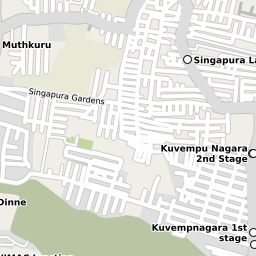 Muthkuru
Singapura La
Singapura Gardens
Kuvempu Nagara
2nd Stage
Dinne
Kuvempnagara 1st
stage